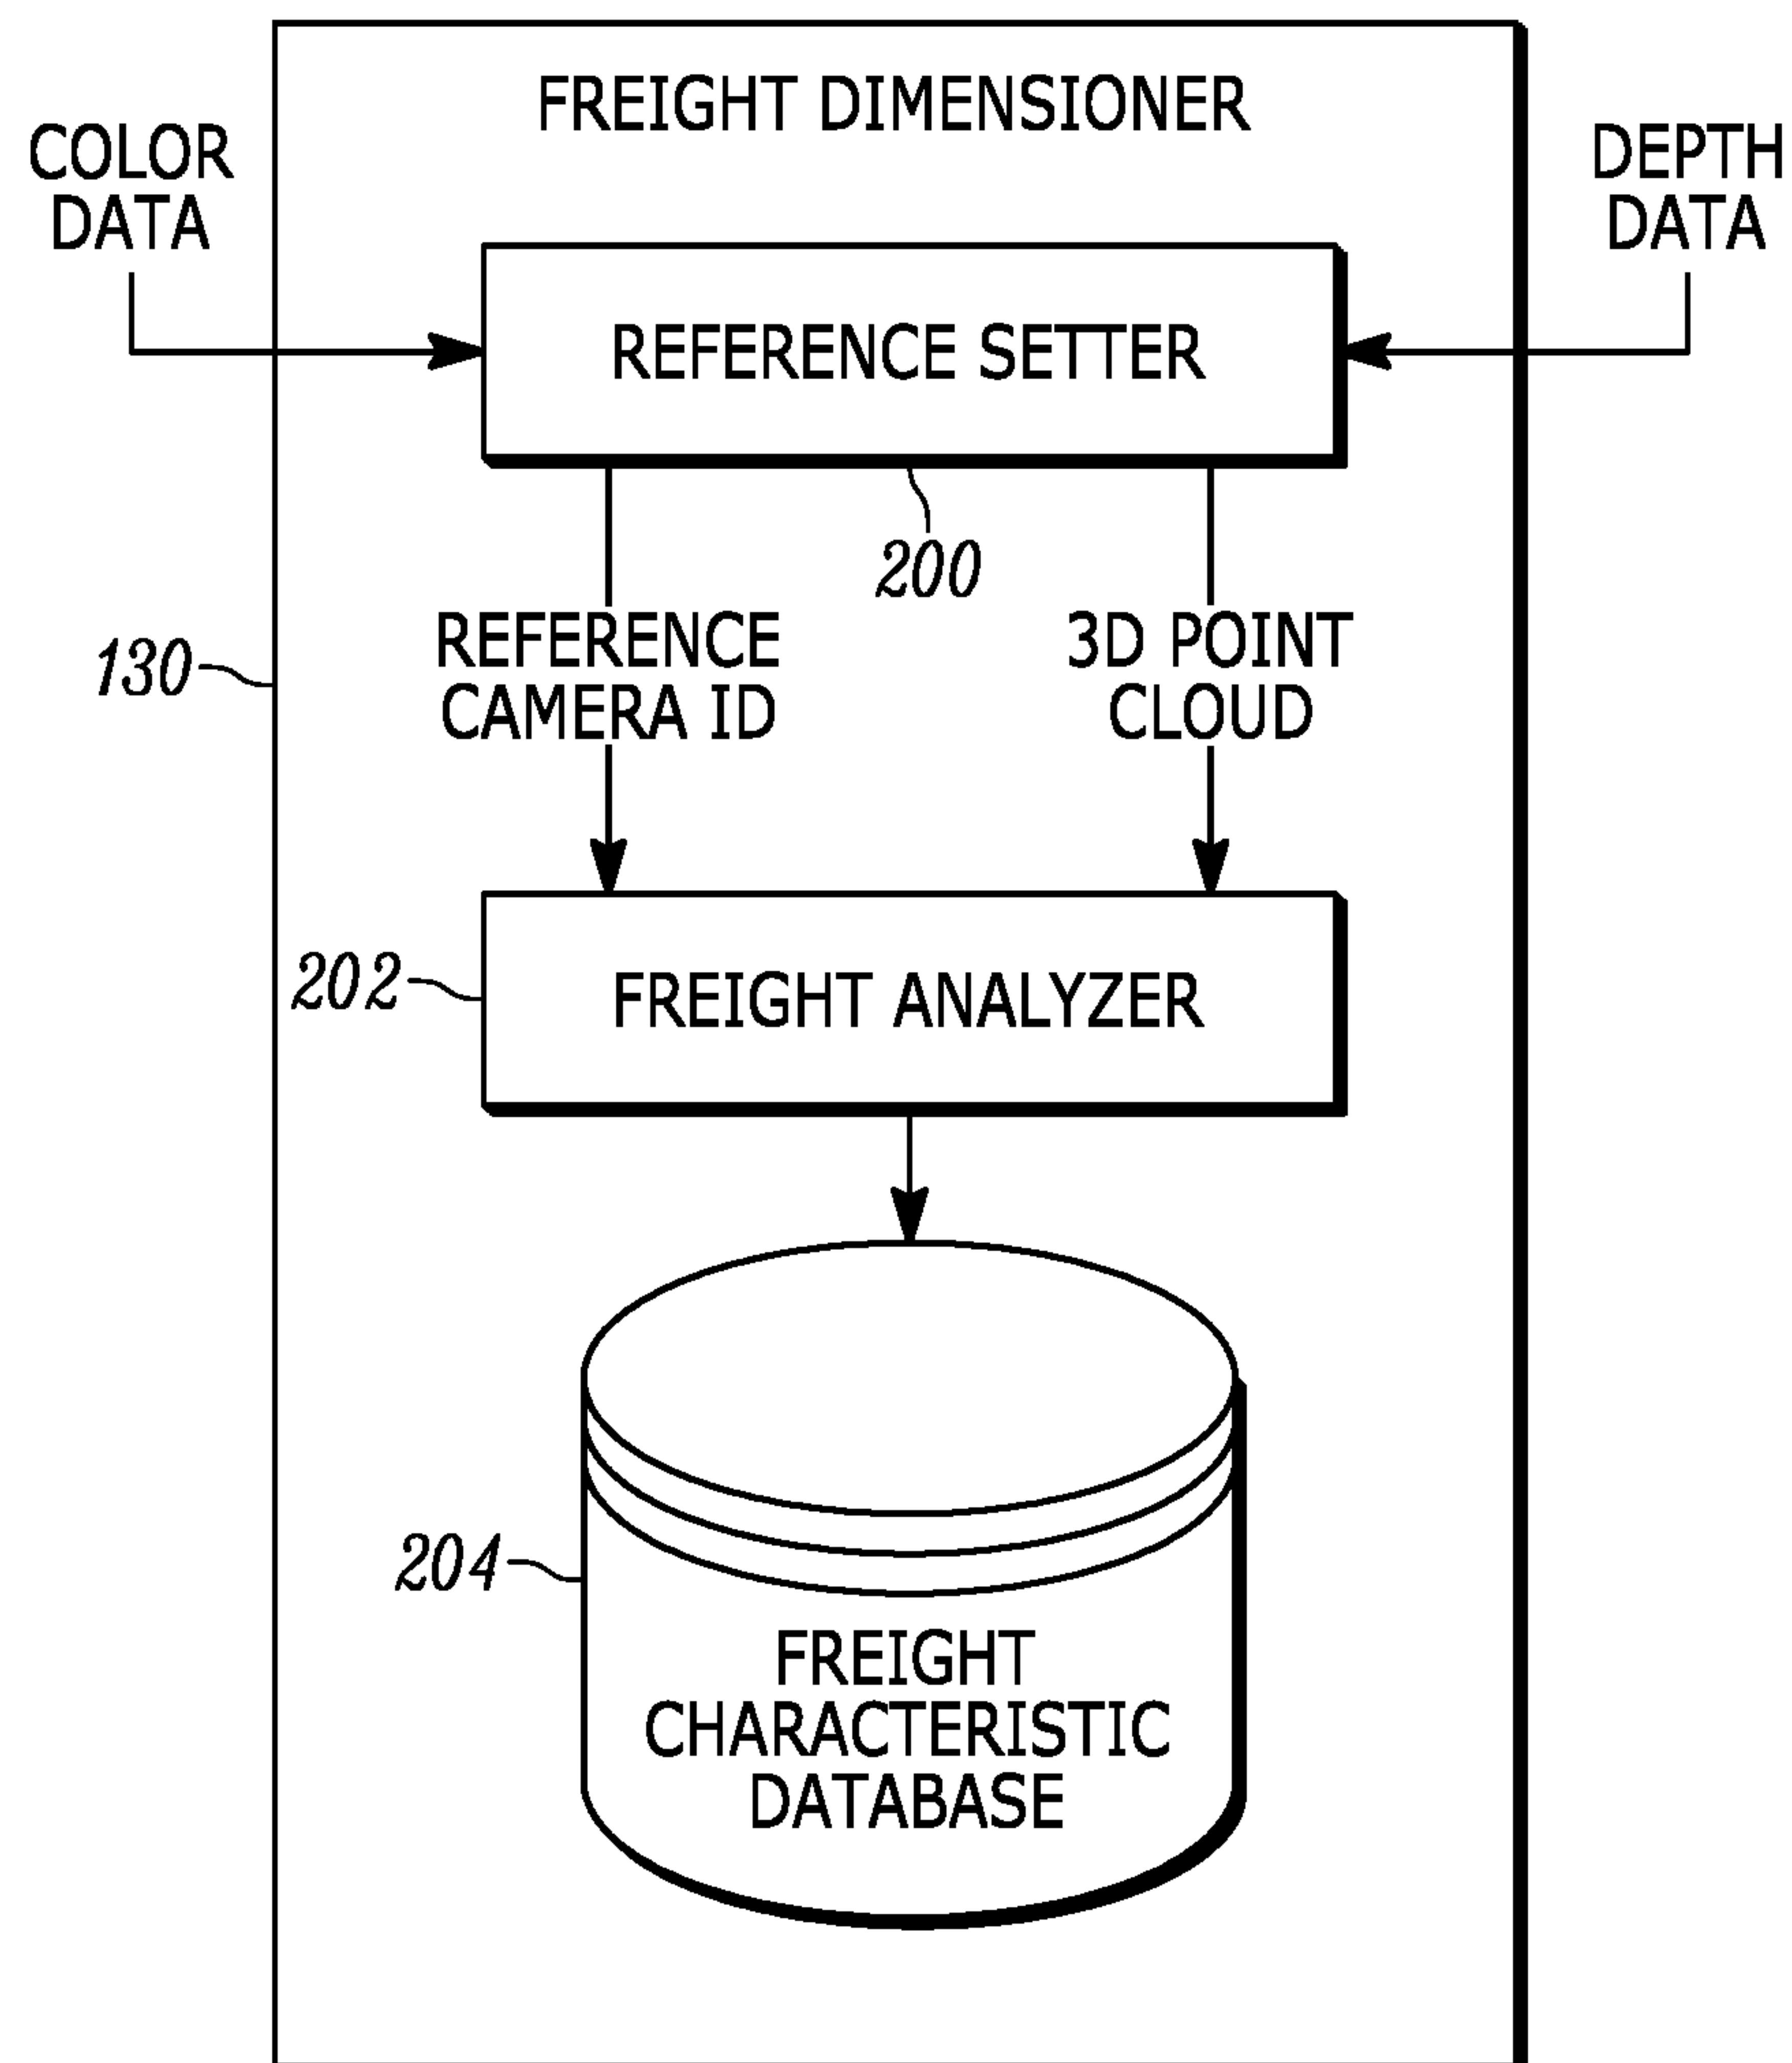 FREIGHT DIMENSIONER
COLOR
DATA
DEPTH
DATA
REFERENCE SETTER
200
REFERENCE
CAMERA ID
3D POINT
CLOUD
130
202
FREIGHT ANALYZER
204
FREIGHT
CHARACTERISTIC
DATABASE